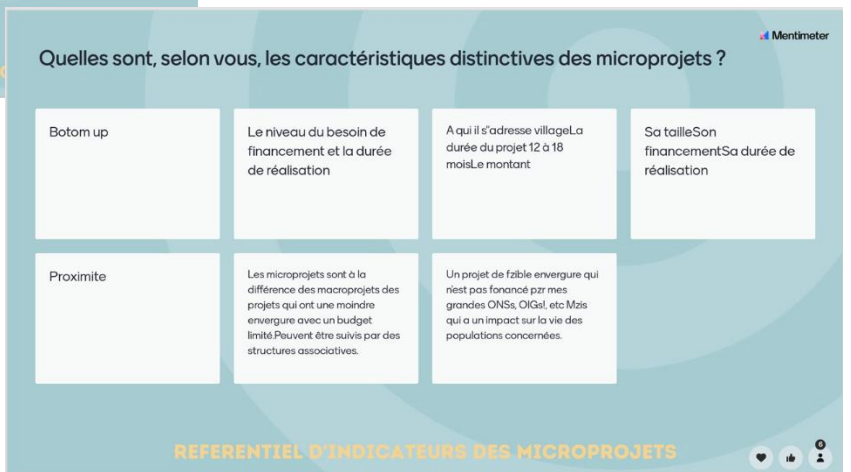 Mentimeter
Quelles sont, selon vous, les caractéristiques distinctives des microprojets ?
Botom up
Le niveau du besoin de
financement et la durée
de réalisation
A qui il s"adresse villageLa
durée du projet 12 à 18
moisLe montant
Sa tailleSon
financementSa durée de
réalisation
Proximite
Les microprojets sont à la
différence des macroprojets des
projets qui ont une moindre
envergure avec un budget
limité.Peuvent être suivis par des
structures associatives.
Un projet de fzible envergure qui
n'est pas fonancé pzr mes
grandes ONSs, OIGs!, etc Mzis
qui a un impact sur la vie des
populations concernées.
REFERENTIEL D'INDICATEURS DES MICROPROJETS
6